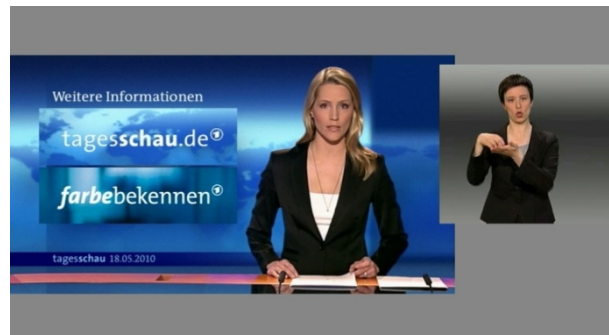 Weitere Informationen
tagesschau.de
farbebekennen
tagesschau 18.05.2010